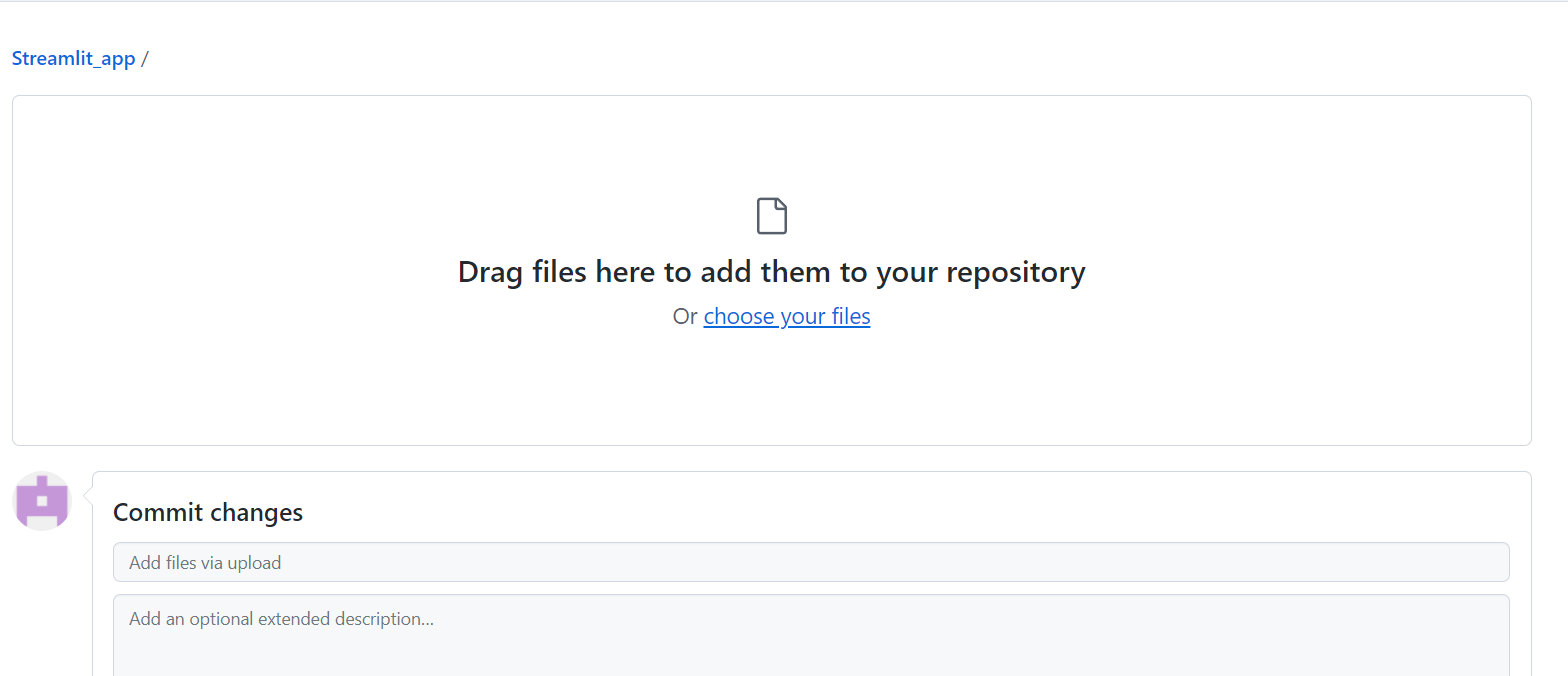 Streamlit_app /
Drag files here to add them to your repository
Or choose your files
Commit changes
Add files via upload
Add an optional extended description...